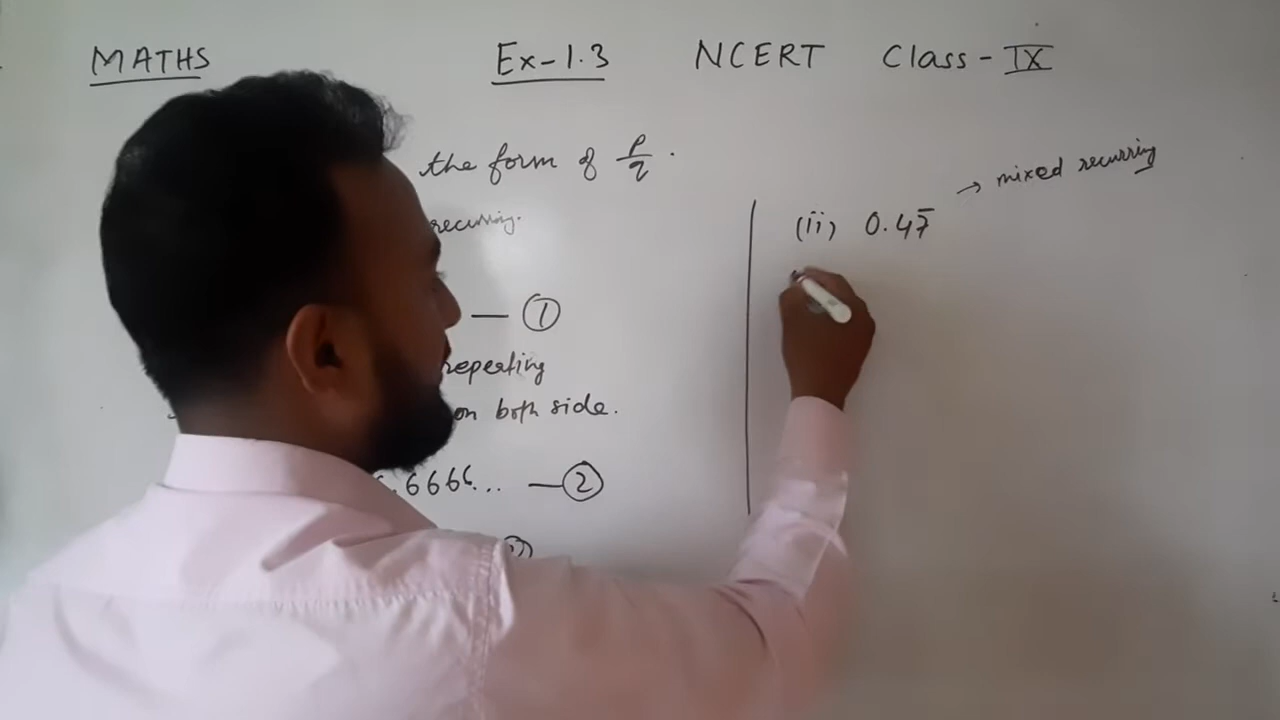 MATHS Ex-1.3 NCERT Class-IX
the form of p/q.
recurring.
— ①
repeating
on both side.
.6666... — ②
→ mixed recurring
(ii) 0.47̅